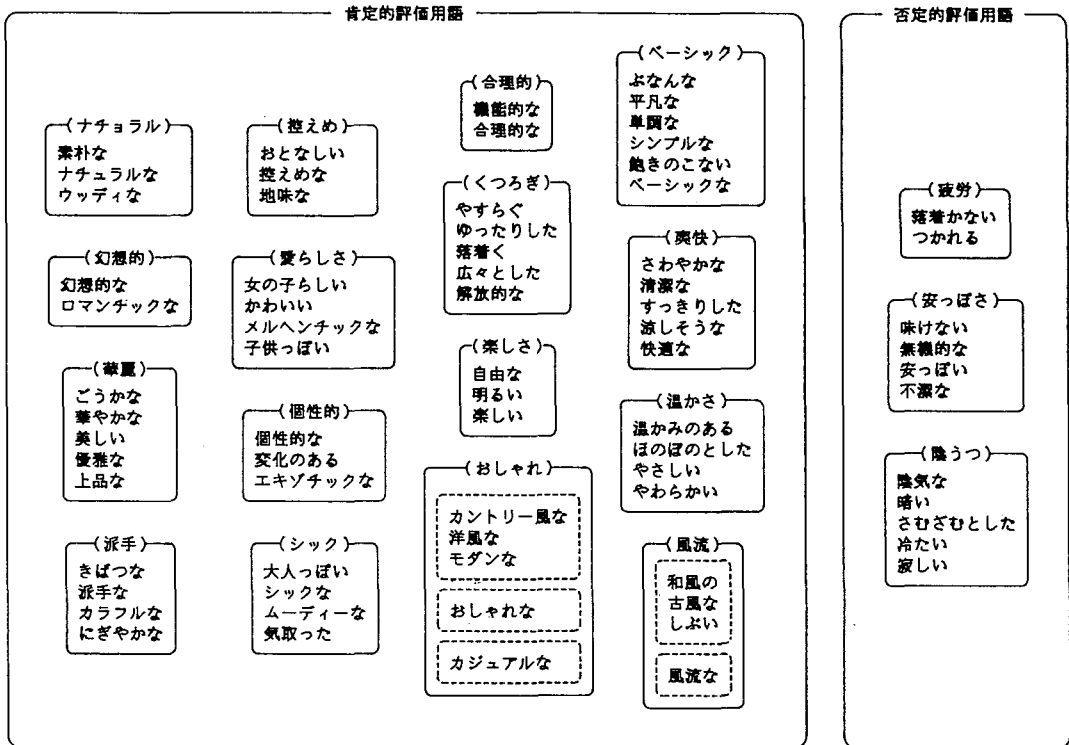 肯定的評価用語
(ナチョラル)
素朴な
ナチュラルな
ウッディな
(控えめ)
おとなしい
控えめな
地味な
(合理的)
機能的な
合理的な
(ベーシック)
ぶなんな
平凡な
単調な
シンプルな
飽きのこない
ベーシックな
(幻想的)
幻想的な
ロマンチックな
(愛らしさ)
女の子らしい
かわいい
メルヘンチックな
子供っぽい
(くつろぎ)
やすらぐ
ゆったりした
落着く
広々とした
解放的な
(爽快)
さわやかな
清潔な
すっきりした
涼しそうな
快適な
(華麗)
ごうかな
華やかな
美しい
優雅な
上品な
(個性的)
個性的な
変化のある
エキゾチックな
(楽しさ)
自由な
明るい
楽しい
(温かさ)
温かみのある
ほのぼのとした
やさしい
やわらかい
(派手)
きばつな
派手な
カラフルな
にぎやかな
(シック)
大人っぽい
シックな
ムーディーな
気取った
(おしゃれ)
カントリー風な
洋風な
モダンな
おしゃれな
カジュアルな
(風流)
和風の
古風な
しぶい
風流な
否定的評価用語
(疲労)
落着かない
つかれる
(安っぽさ)
味けない
無機的な
安っぽい
不潔な
(陰うつ)
陰気な
暗い
さむざむとした
冷たい
寂しい